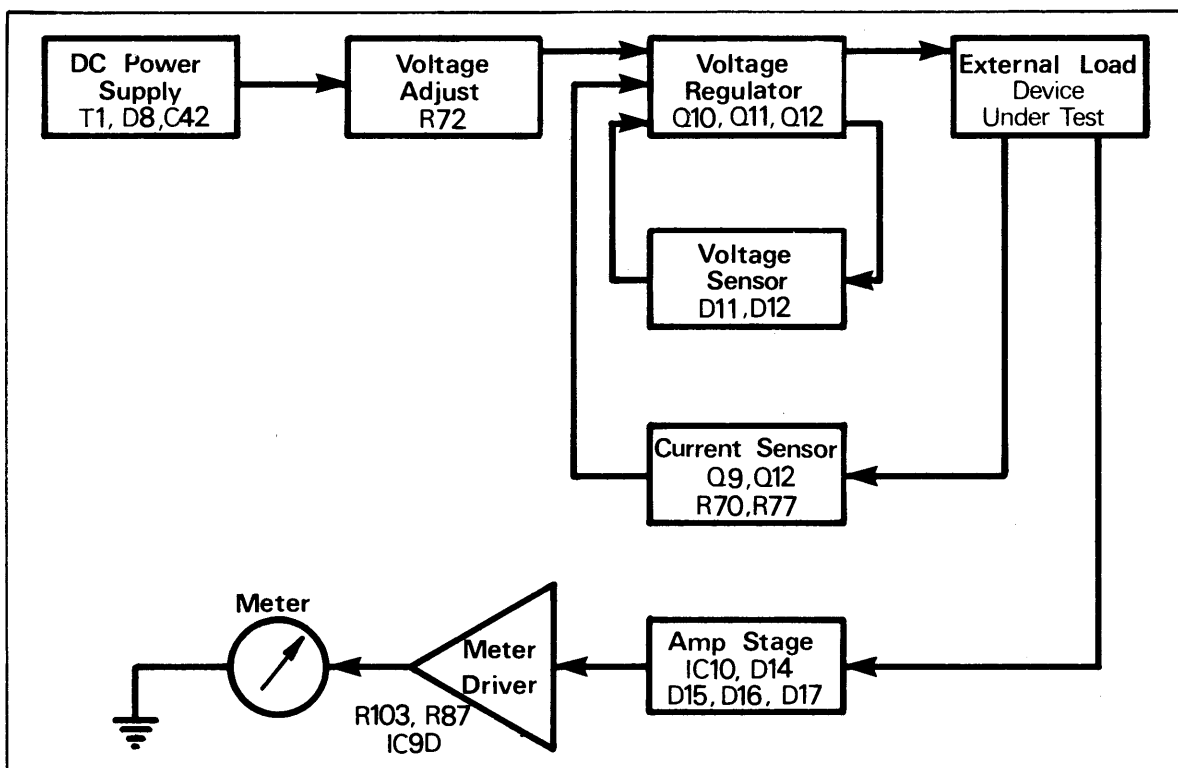 DC Power
Supply
T1, D8,C42
Voltage
Adjust
R72
Voltage
Regulator
Q10, Q11, Q12
External Load
Device
Under Test
Voltage
Sensor
D11,D12
Current Sensor
Q9,Q12
R70,R77
Meter
Meter
Driver
R103, R87
IC9D
Amp Stage
IC10, D14
D15, D16, D17